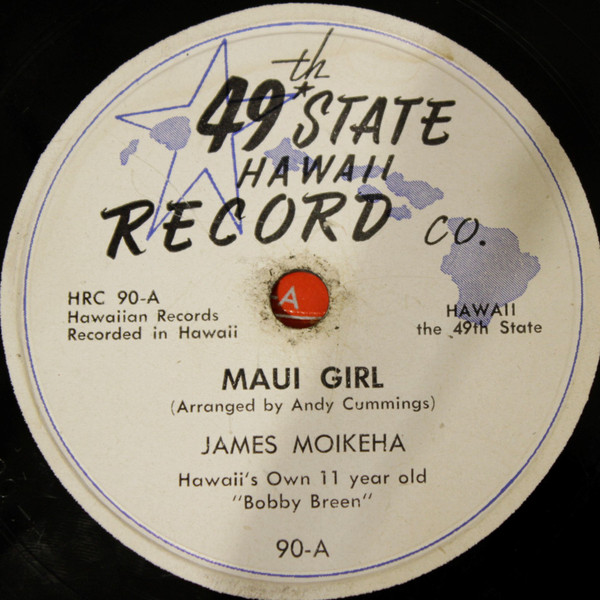 49th STATE
HAWAII
RECORD CO.
HRC 90-A
Hawaiian Records
Recorded in Hawaii
A
HAWAII
the 49th State
MAUI GIRL
(Arranged by Andy Cummings)
JAMES MOIKEHA
Hawaii's Own 11 year old
"Bobby Breen"
90-A